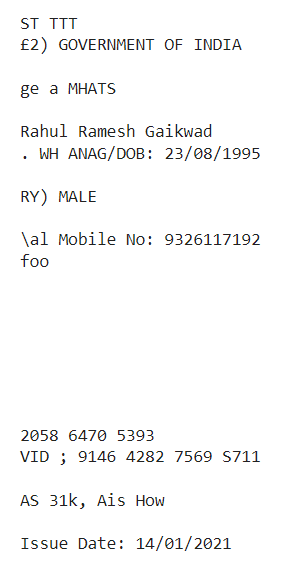 ST TTT
£2) GOVERNMENT OF INDIA
ge a MHATS
Rahul Ramesh Gaikwad
. WH ANAG/DOB: 23/08/1995
RY) MALE
\al Mobile No: 9326117192
foo
2058 6470 5393
VID ; 9146 4282 7569 S711
AS 31k, Ais How
Issue Date: 14/01/2021